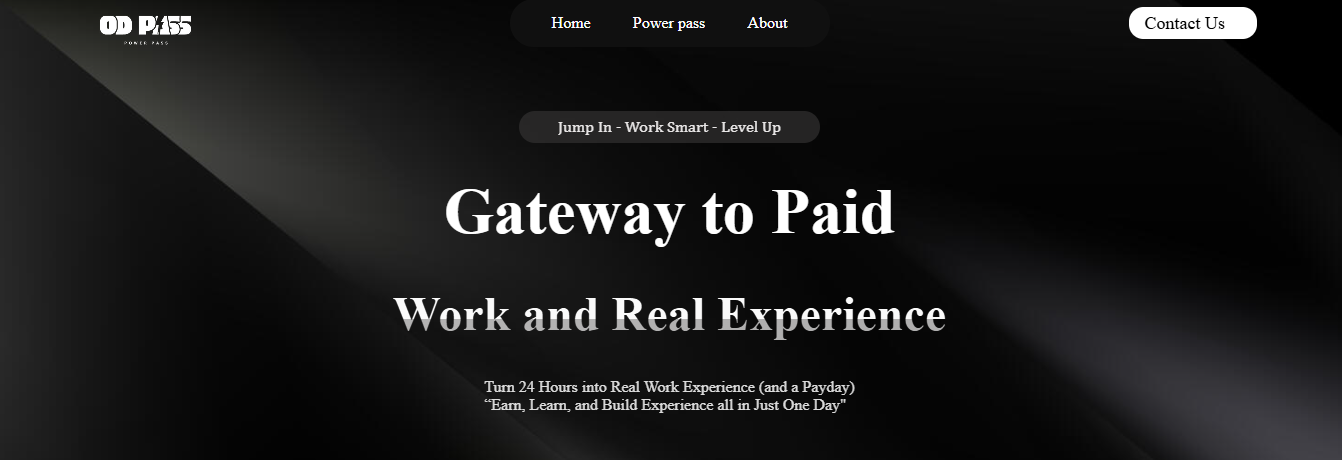 OD PASS
POWER PASS
Home
Power pass
About
Contact Us
Jump In - Work Smart - Level Up
Gateway to Paid
Work and Real Experience
Turn 24 Hours into Real Work Experience (and a Payday)
“Earn, Learn, and Build Experience all in Just One Day"